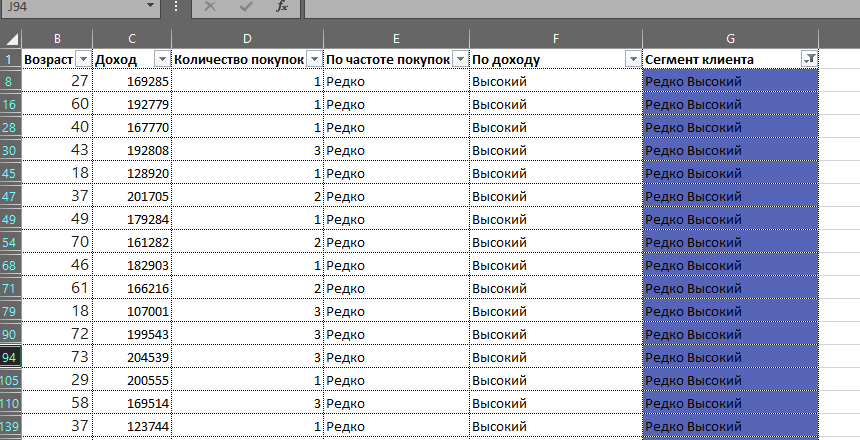 J94 fx
B C D E F G
1 Возраст Доход Количество покупок По частоте покупок По доходу Сегмент клиента
8 27 169285 1 Редко Высокий Редко Высокий
16 60 192779 1 Редко Высокий Редко Высокий
28 40 167770 1 Редко Высокий Редко Высокий
30 43 192808 3 Редко Высокий Редко Высокий
45 18 128920 1 Редко Высокий Редко Высокий
47 37 201705 2 Редко Высокий Редко Высокий
49 49 179284 1 Редко Высокий Редко Высокий
54 70 161282 2 Редко Высокий Редко Высокий
68 46 182903 1 Редко Высокий Редко Высокий
71 61 166216 2 Редко Высокий Редко Высокий
79 18 107001 3 Редко Высокий Редко Высокий
90 72 199543 3 Редко Высокий Редко Высокий
94 73 204539 3 Редко Высокий Редко Высокий
105 29 200555 1 Редко Высокий Редко Высокий
110 58 169514 3 Редко Высокий Редко Высокий
139 37 123744 1 Редко Высокий Редко Высокий